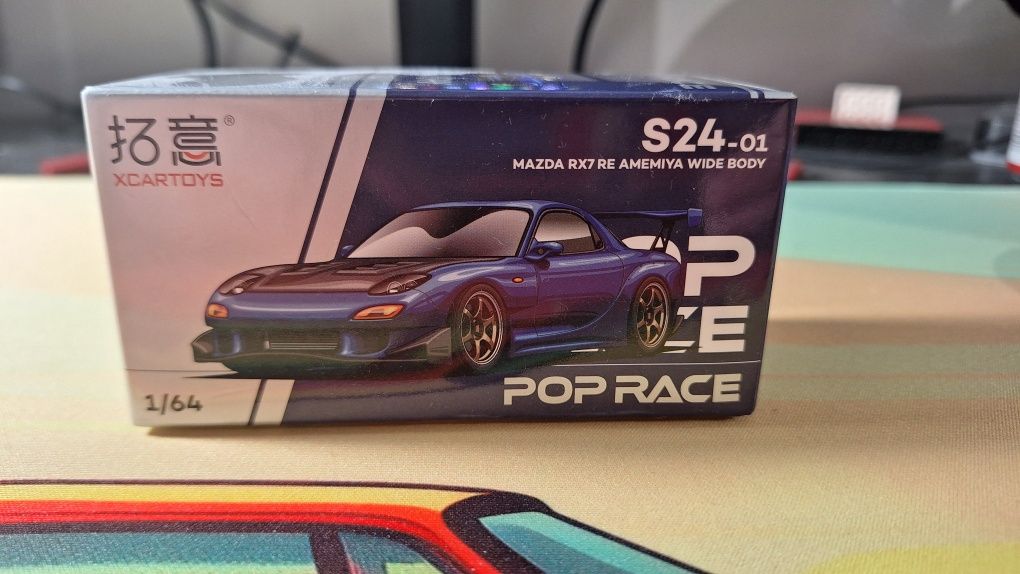 拓意®
XCARTOYS
S24-01
MAZDA RX7 RE AMEMIYA WIDE BODY
POP RACE
1/64